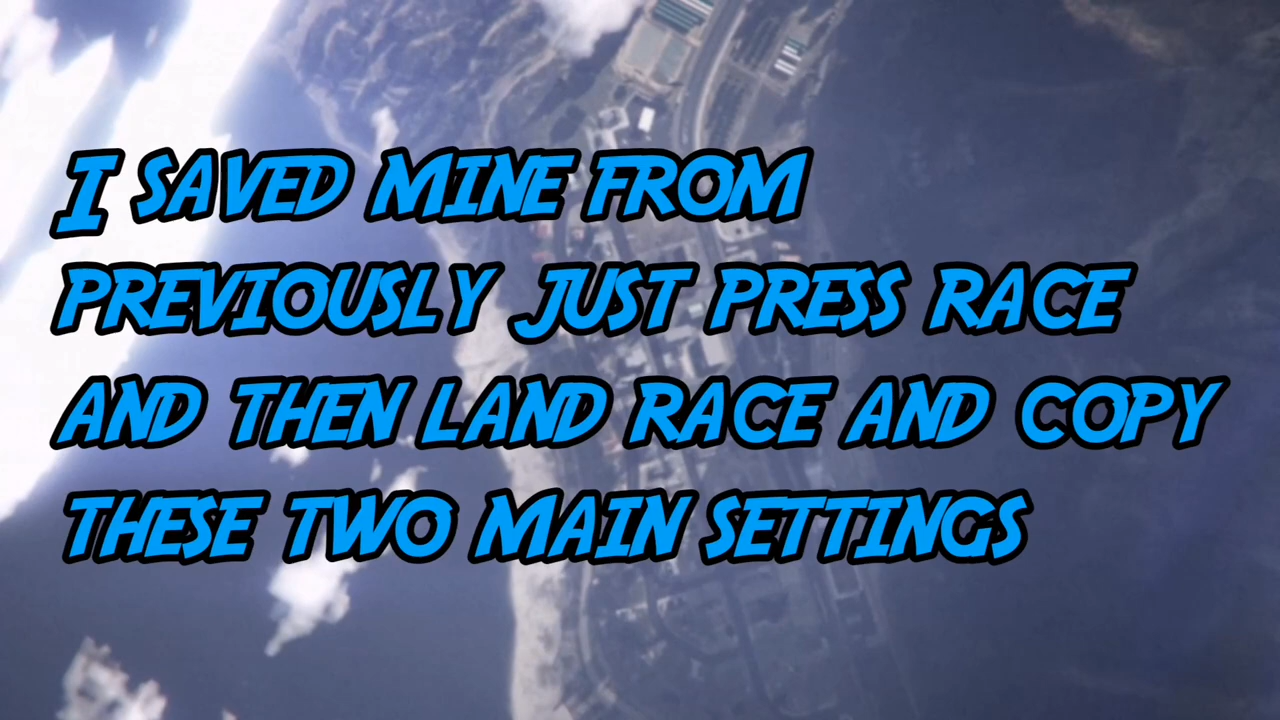 I SAVED MINE FROM
PREVIOUSLY JUST PRESS RACE
AND THEN LAND RACE AND COPY
THESE TWO MAIN SETTINGS